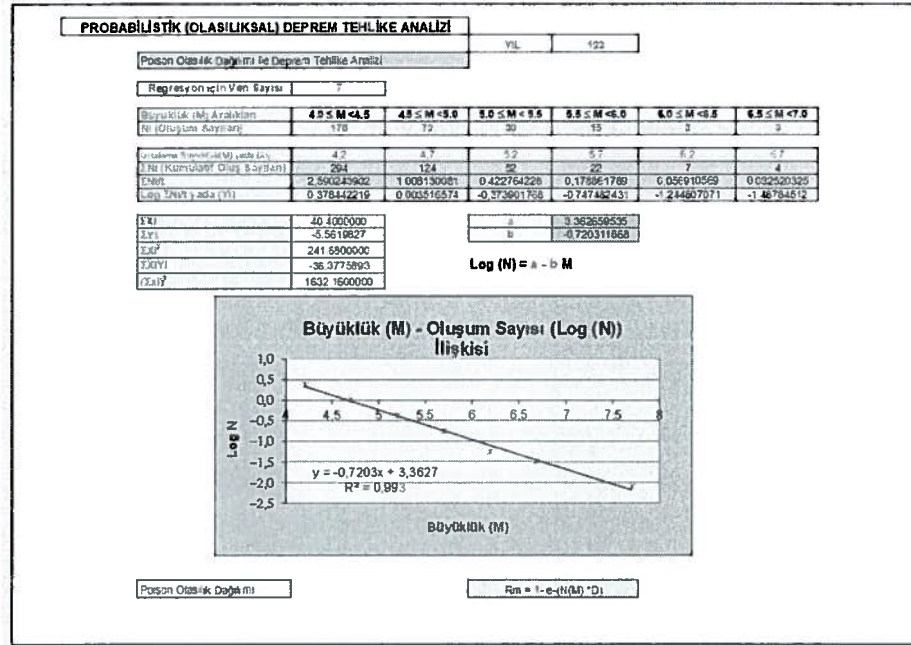 PROBABİLİSTİK (OLASILIKSAL) DEPREM TEHLİKE ANALİZİ
YIL 123
Poison Olasılık Dağılımı ile Deprem Tehlike Analizi
Regresyon için Veri Sayısı 7
Büyüklük (M) Aralıkları 4.0 ≤ M <4.5 4.5 ≤ M <5.0 5.0 ≤ M < 5.5 5.5 ≤ M <6.0 6.0 ≤ M <6.5 6.5 ≤ M <7.0
Ni (Oluşum Sayıları) 170 72 30 15 3 3
4,2 4,7 5,2 5,7 6,2 6,7
ΣNi (Kümülatif Oluş Sayıları) 294 124 52 22 7 4
ΣNi/t 2,390243902 1,008130081 0,422764228 0,178861789 0,056910569 0,032520325
Log ΣNi/t yada (Yi) 0,378442219 0,003516574 -0,373901768 -0,747482431 -1,244807071 -1,48784512
ΣXi 40,4000000 a 3,362659535
ΣYi -5,5619827 b -0,720311668
ΣXi² 241,6800000
ΣXiYi -36,3775893
Log (N) = a - b M
(ΣXi)² 1632,1600000
Büyüklük (M) - Oluşum Sayısı (Log (N))
İlişkisi
1,0
0,5
0,0
4 4,5 5 5,5 6 6,5 7 7,5 8
-0,5
-1,0
-1,5
-2,0
-2,5
Log N
y = -0,7203x + 3,3627
R² = 0,993
Büyüklük (M)
Poison Olasılık Dağılımı Rm = 1- e-(N(M) *D)